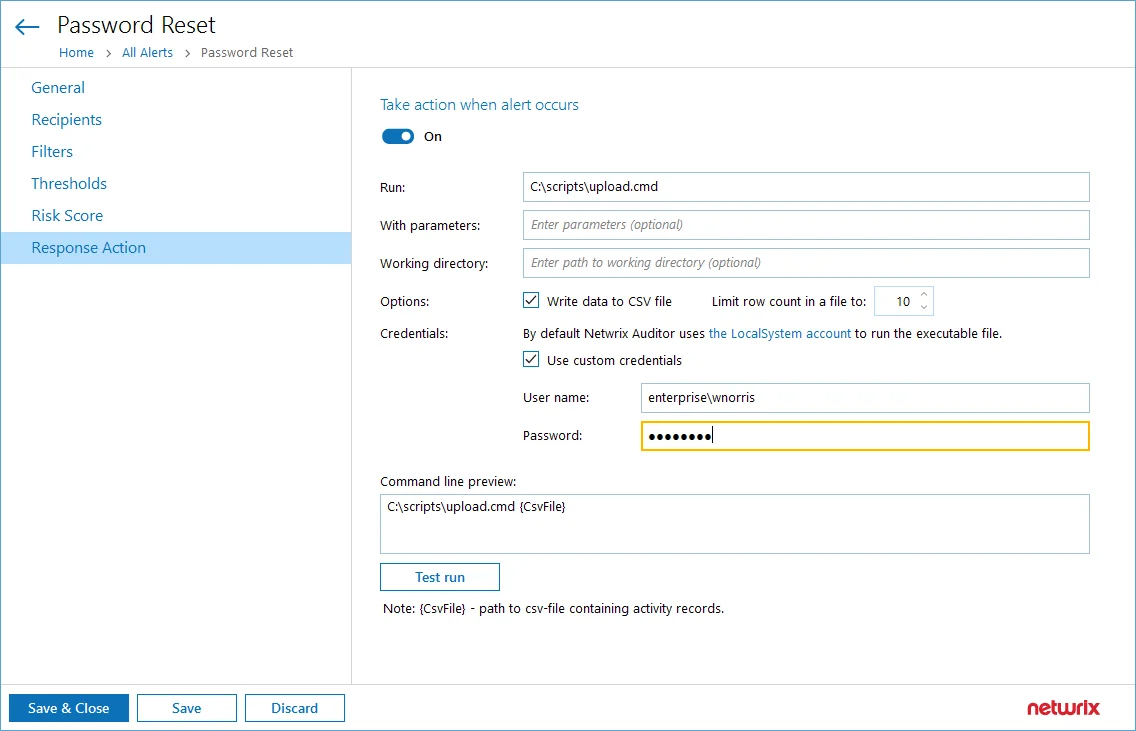 Password Reset
Home > All Alerts > Password Reset
General
Recipients
Filters
Thresholds
Risk Score
Response Action
Take action when alert occurs
On
Run: C:\scripts\upload.cmd
With parameters: Enter parameters (optional)
Working directory: Enter path to working directory (optional)
Options: Write data to CSV file Limit row count in a file to: 10
Credentials: By default Netwrix Auditor uses the LocalSystem account to run the executable file.
Use custom credentials
User name: enterprise\wnorris
Password: ●●●●●●●●
Command line preview:
C:\scripts\upload.cmd {CsvFile}
Test run
Note: {CsvFile} - path to csv-file containing activity records.
Save & Close Save Discard netwrix